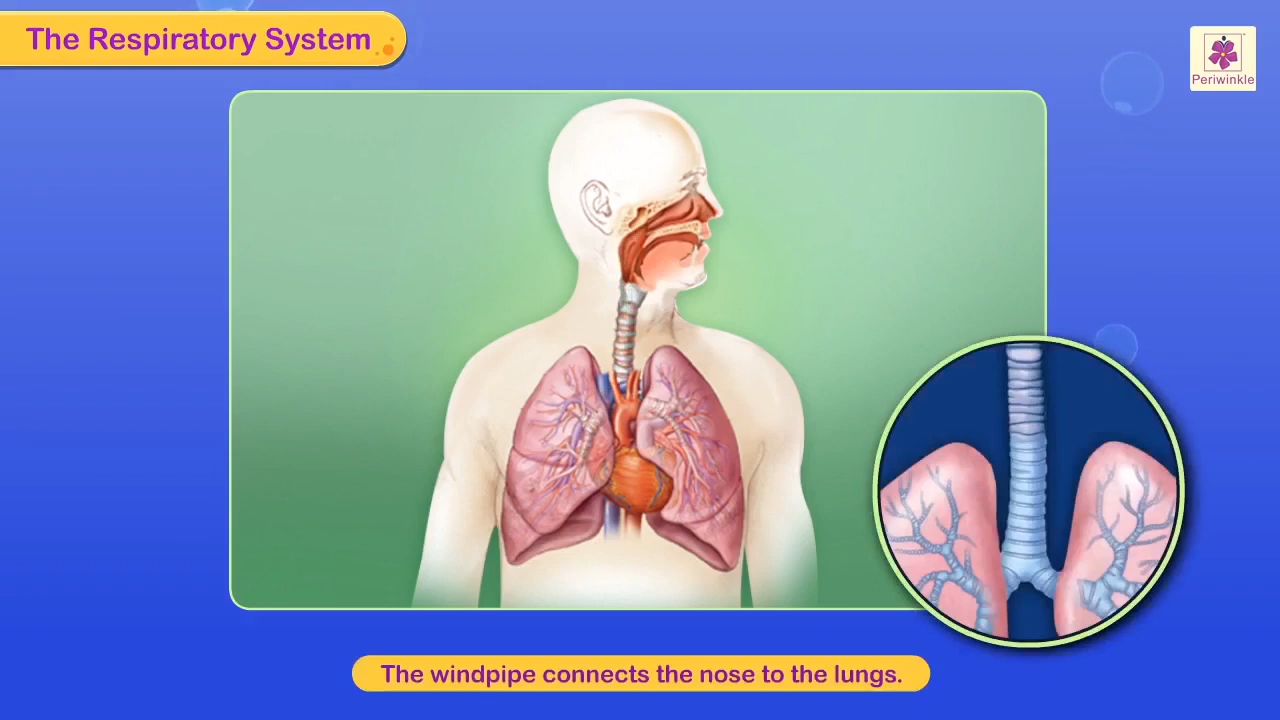 The Respiratory System
Periwinkle
The windpipe connects the nose to the lungs.